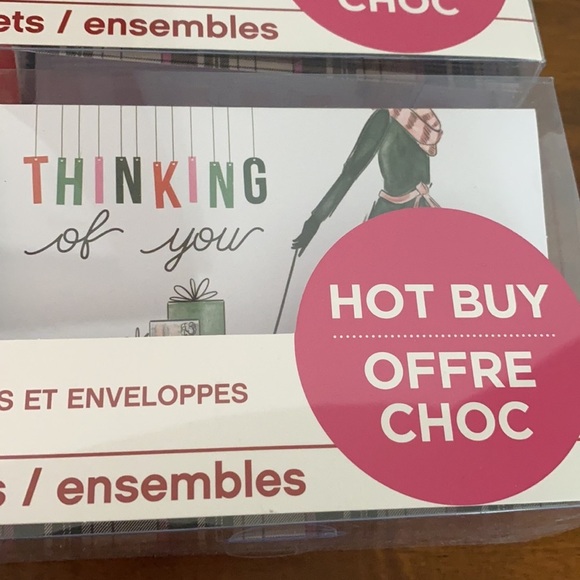 CHOC
ets / ensembles
THINKING
of you
HOT BUY
OFFRE
CHOC
S ET ENVELOPPES
s / ensembles